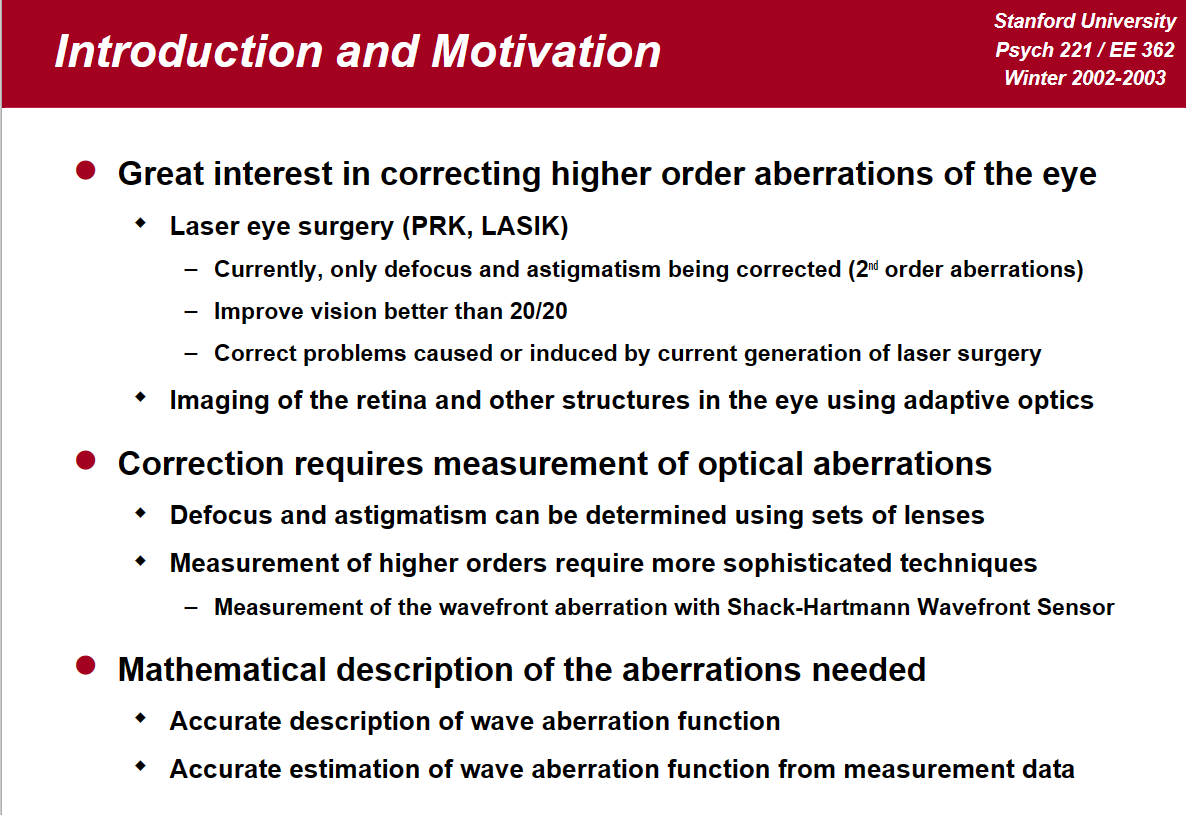 Introduction and Motivation
Stanford University
Psych 221 / EE 362
Winter 2002-2003
● Great interest in correcting higher order aberrations of the eye
◆ Laser eye surgery (PRK, LASIK)
– Currently, only defocus and astigmatism being corrected (2nd order aberrations)
– Improve vision better than 20/20
– Correct problems caused or induced by current generation of laser surgery
◆ Imaging of the retina and other structures in the eye using adaptive optics
● Correction requires measurement of optical aberrations
◆ Defocus and astigmatism can be determined using sets of lenses
◆ Measurement of higher orders require more sophisticated techniques
– Measurement of the wavefront aberration with Shack-Hartmann Wavefront Sensor
● Mathematical description of the aberrations needed
◆ Accurate description of wave aberration function
◆ Accurate estimation of wave aberration function from measurement data